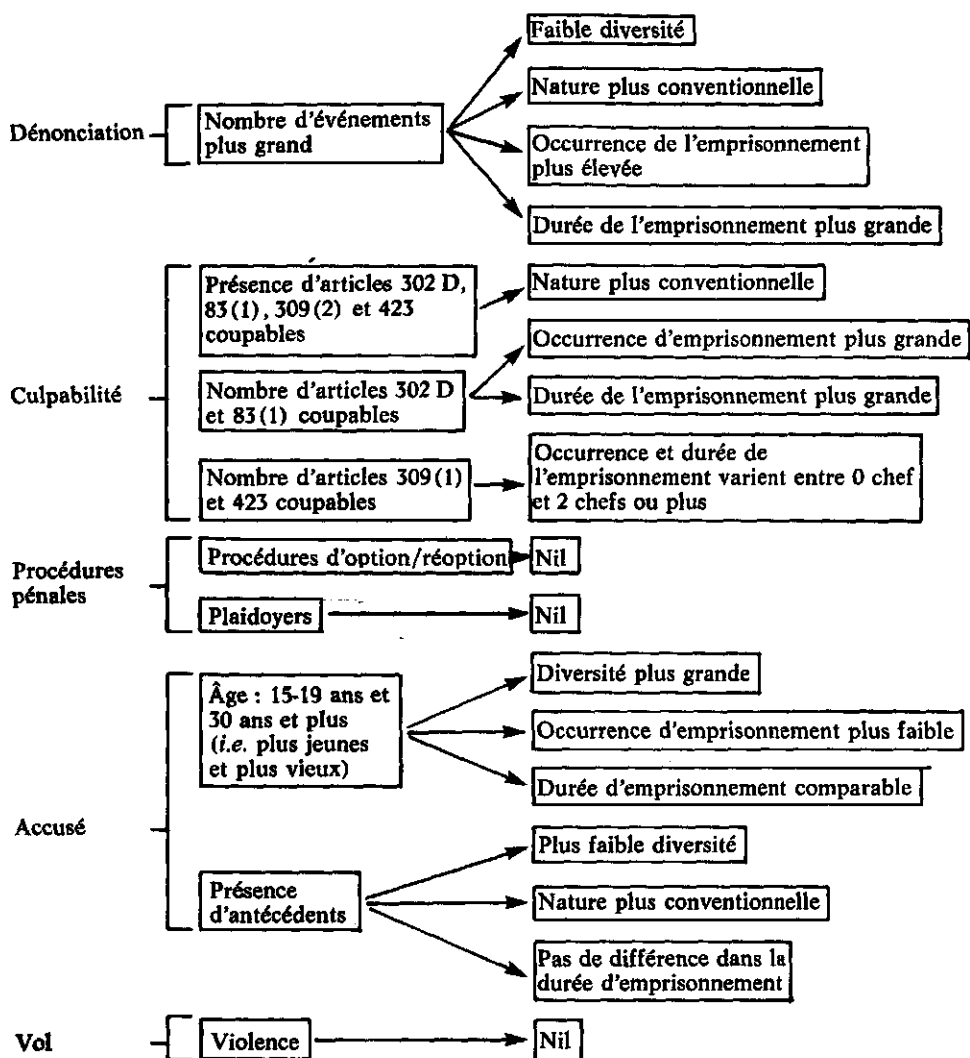 Dénonciation
Nombre d'événements
plus grand
Faible diversité
Nature plus conventionnelle
Occurrence de l'emprisonnement
plus élevée
Durée de l'emprisonnement plus grande
Culpabilité
Présence d'articles 302 D,
83(1), 309(2) et 423
coupables
Nature plus conventionnelle
Nombre d'articles 302 D
et 83(1) coupables
Occurrence d'emprisonnement plus grande
Durée de l'emprisonnement plus grande
Nombre d'articles 309(1)
et 423 coupables
Occurrence et durée de
l'emprisonnement varient entre 0 chef
et 2 chefs ou plus
Procédures
pénales
Procédures d'option/réoption
Nil
Plaidoyers
Nil
Accusé
Âge : 15-19 ans et
30 ans et plus
(i.e. plus jeunes
et plus vieux)
Diversité plus grande
Occurrence d'emprisonnement plus faible
Durée d'emprisonnement comparable
Présence
d'antécédents
Plus faible diversité
Nature plus conventionnelle
Pas de différence dans la
durée d'emprisonnement
Vol
Violence
Nil